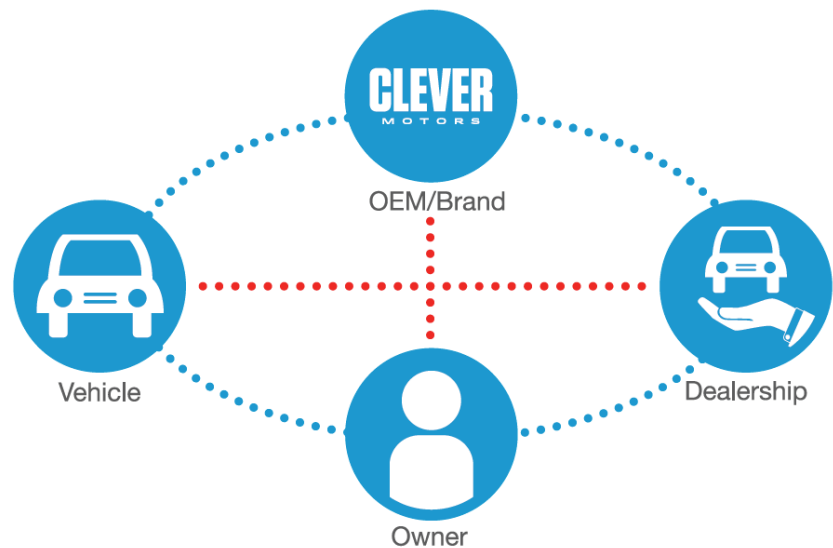 CLEVER
MOTORS
OEM/Brand
Vehicle
Dealership
Owner